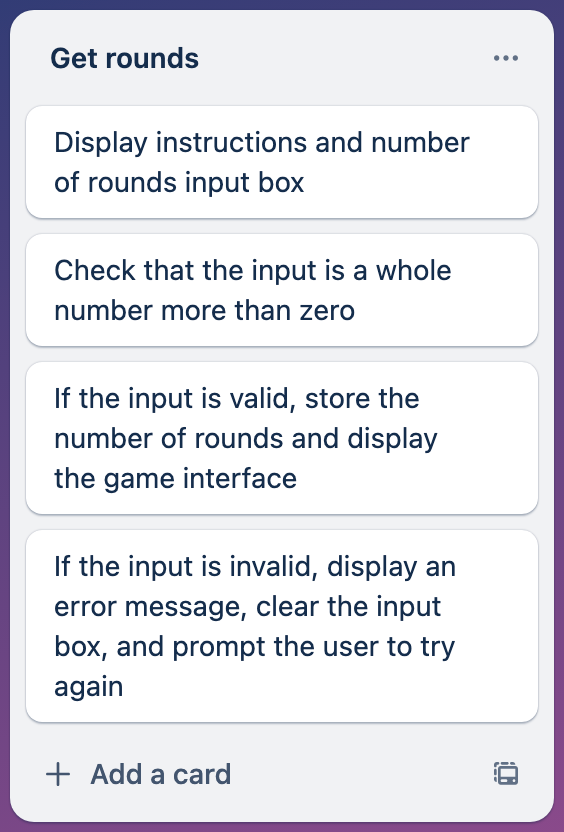 Get rounds
Display instructions and number
of rounds input box
Check that the input is a whole
number more than zero
If the input is valid, store the
number of rounds and display
the game interface
If the input is invalid, display an
error message, clear the input
box, and prompt the user to try
again
Add a card